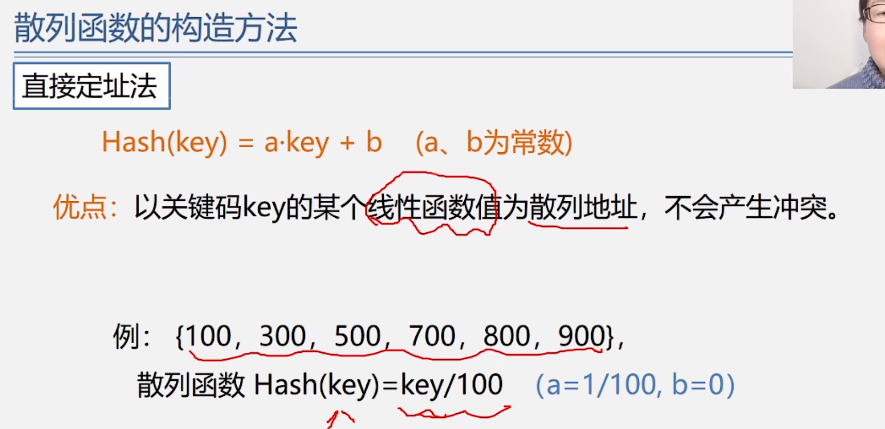 散列函数的构造方法
直接定址法
Hash(key) = a·key + b (a、b为常数)
优点：以关键码key的某个线性函数值为散列地址，不会产生冲突。
例： {100，300，500，700，800，900}，
散列函数 Hash(key)=key/100 （a=1/100, b=0）